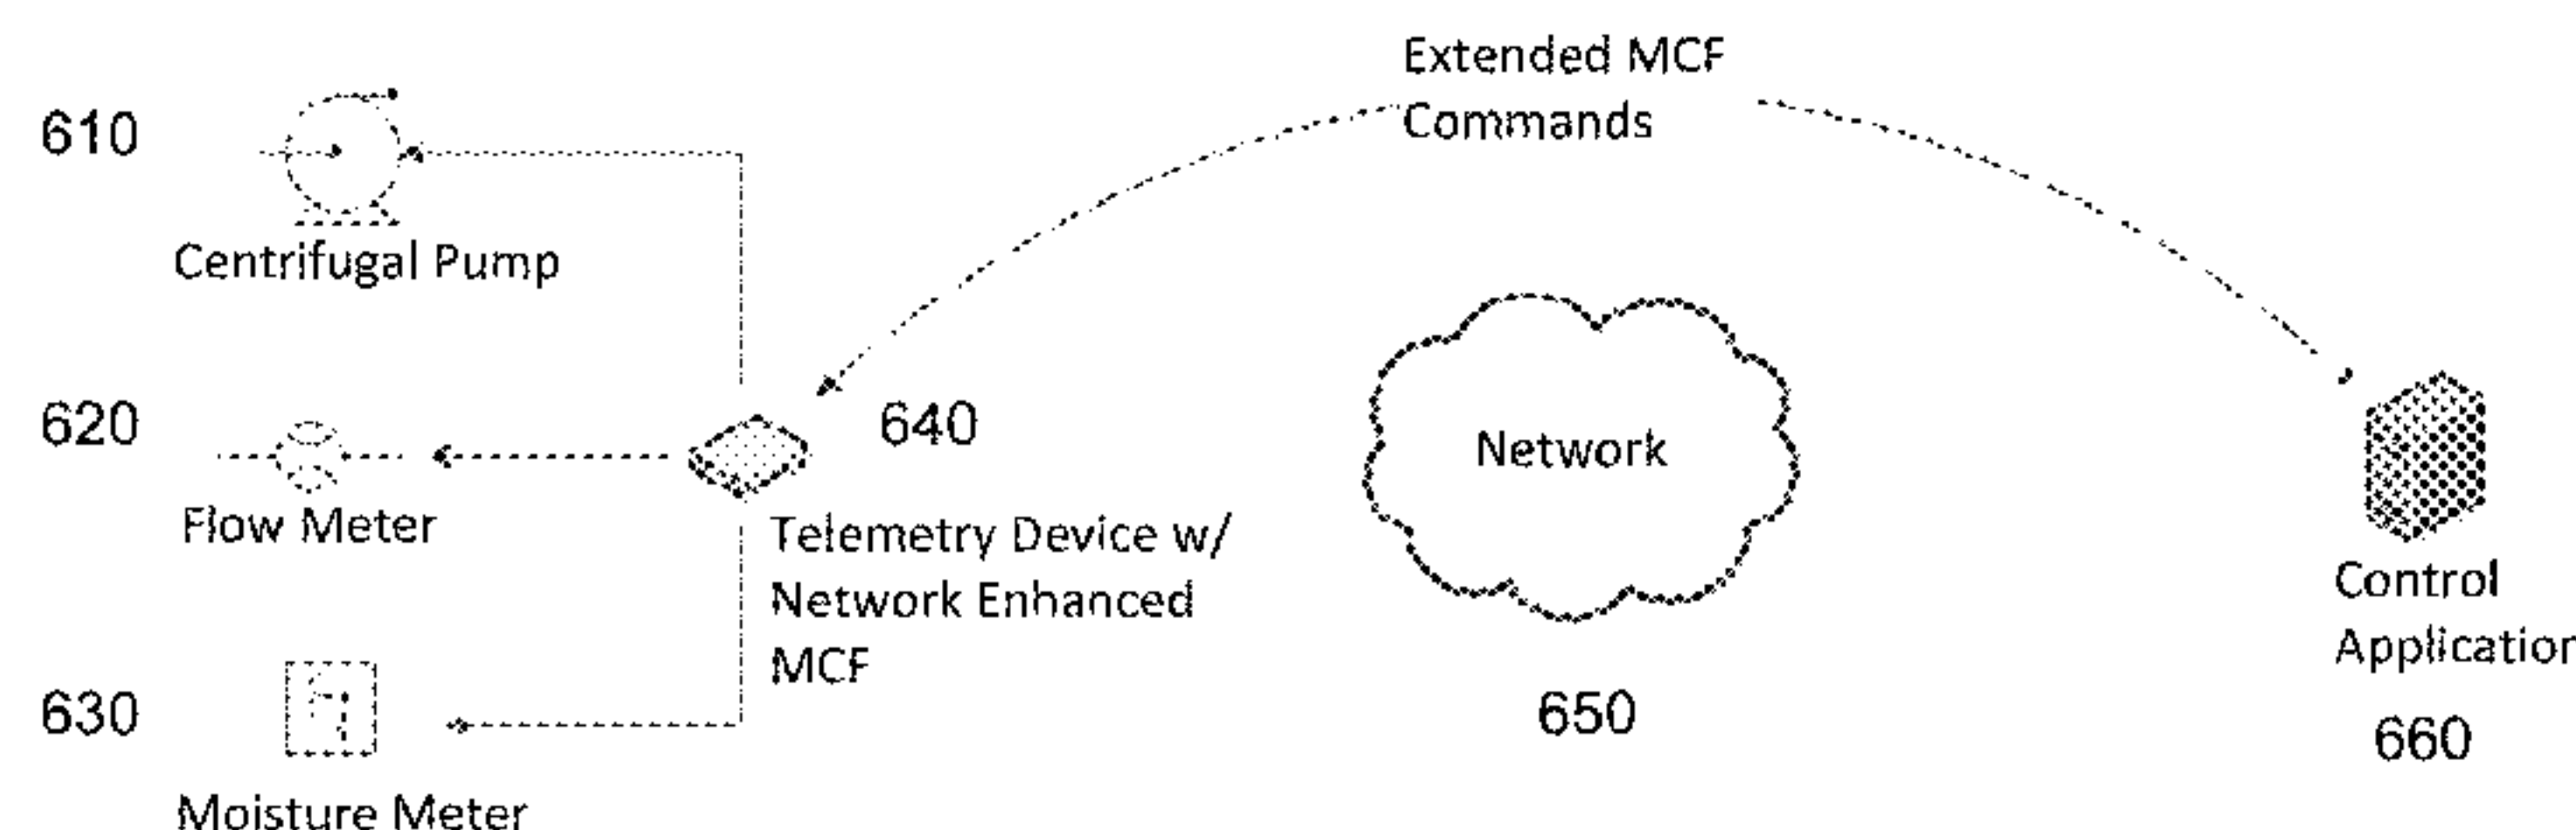 Extended MCF
Commands
610
Centrifugal Pump
620
Flow Meter
640
Telemetry Device w/
Network Enhanced
MCF
Network
650
Control
Application
660
630
Moisture Meter